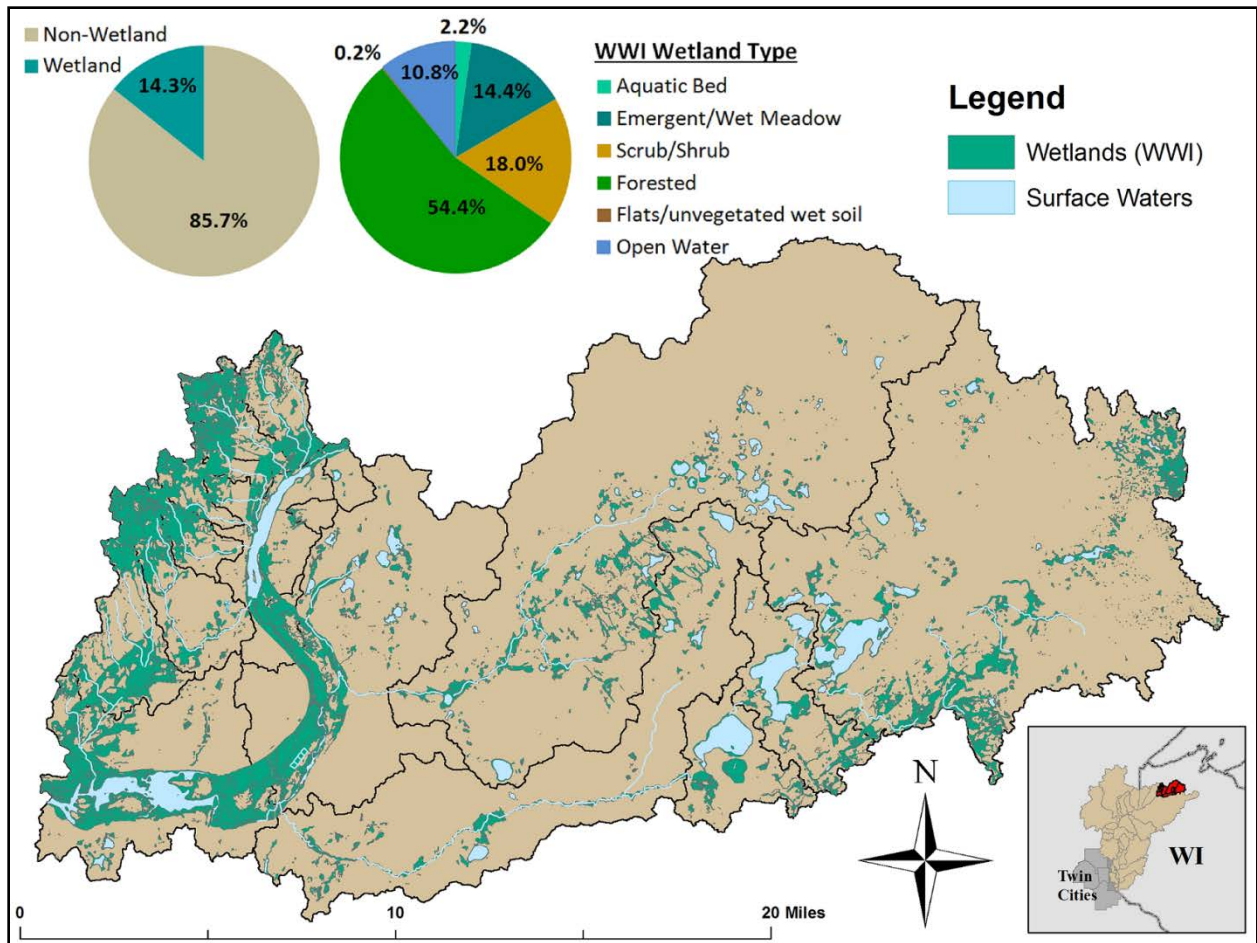 Non-Wetland
Wetland
14.3%
85.7%
2.2%
0.2%
10.8%
14.4%
18.0%
54.4%
WWI Wetland Type
Aquatic Bed
Emergent/Wet Meadow
Scrub/Shrub
Forested
Flats/unvegetated wet soil
Open Water
Legend
Wetlands (WWI)
Surface Waters
N
WI
Twin
Cities
0
10
20 Miles